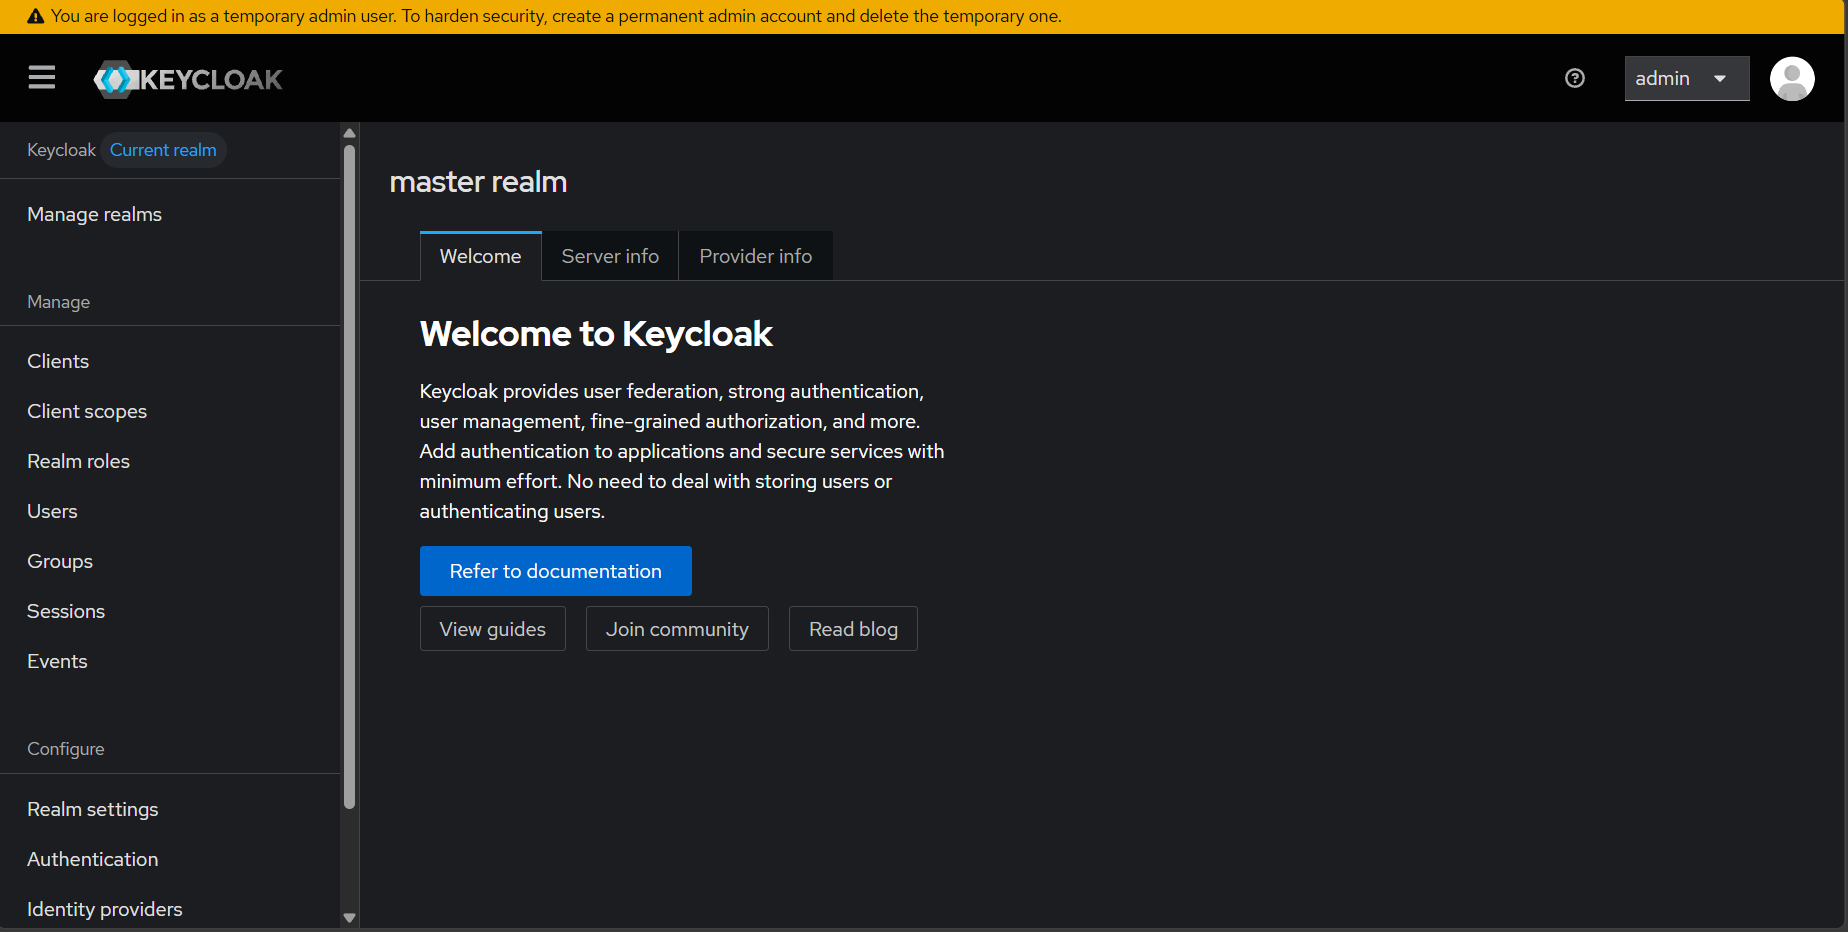 You are logged in as a temporary admin user. To harden security, create a permanent admin account and delete the temporary one.
KEYCLOAK
admin
Keycloak Current realm
Manage realms
Manage
Clients
Client scopes
Realm roles
Users
Groups
Sessions
Events
Configure
Realm settings
Authentication
Identity providers
master realm
Welcome Server info Provider info
Welcome to Keycloak
Keycloak provides user federation, strong authentication,
user management, fine-grained authorization, and more.
Add authentication to applications and secure services with
minimum effort. No need to deal with storing users or
authenticating users.
Refer to documentation
View guides Join community Read blog